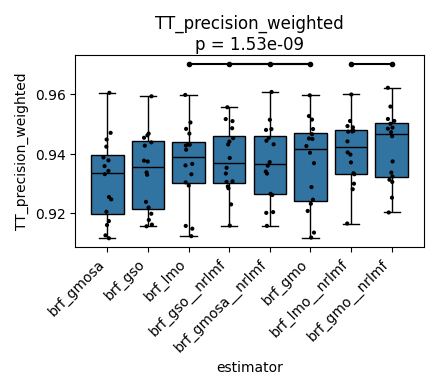 TT_precision_weighted
p = 1.53e-09
TT_precision_weighted
0.96
0.94
0.92
brf_gmosa
brf_gso
brf_lmo
brf_gso__nrlmf
brf_gmosa__nrlmf
brf_gmo
brf_lmo__nrlmf
brf_gmo__nrlmf
estimator